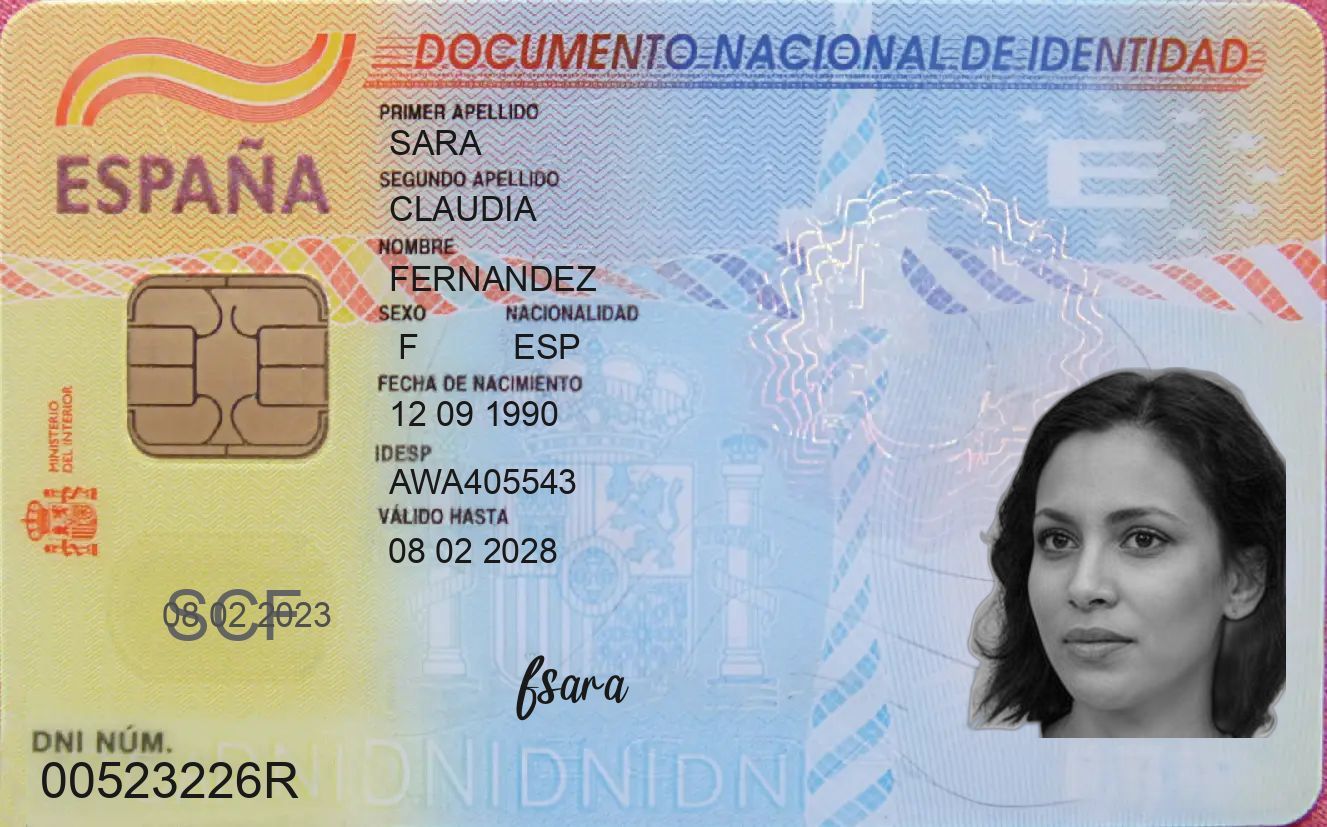 DOCUMENTO NACIONAL DE IDENTIDAD
ESPAÑA
PRIMER APELLIDO
SARA
SEGUNDO APELLIDO
CLAUDIA
NOMBRE
FERNANDEZ
SEXO NACIONALIDAD
F ESP
FECHA DE NACIMIENTO
12 09 1990
IDESP
AWA405543
VÁLIDO HASTA
08 02 2028
MINISTERIO
DEL INTERIOR
SCF
08 02 2023
fsara
DNI NÚM.
00523226R
E
DNIDNIDNIDNI